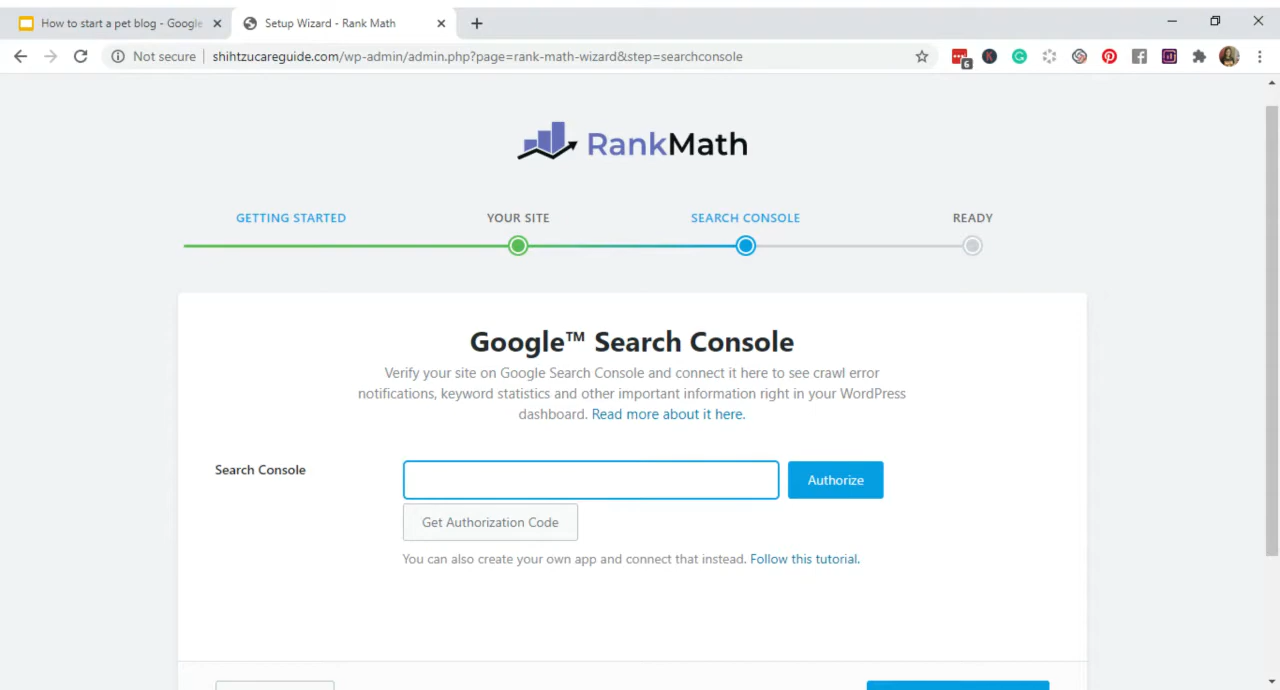 How to start a pet blog - Google
Setup Wizard - Rank Math
Not secure
shihtzucareguide.com/wp-admin/admin.php?page=rank-math-wizard&step=searchconsole
6
RankMath
GETTING STARTED
YOUR SITE
SEARCH CONSOLE
READY
Google™ Search Console
Verify your site on Google Search Console and connect it here to see crawl error
notifications, keyword statistics and other important information right in your WordPress
dashboard. Read more about it here.
Search Console
Authorize
Get Authorization Code
You can also create your own app and connect that instead. Follow this tutorial.